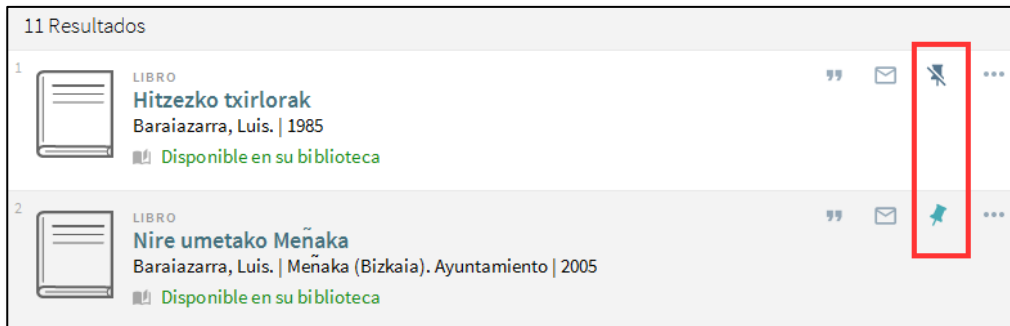 11 Resultados
1
LIBRO
Hitzezko txirlorak
Baraiazarra, Luis. | 1985
Disponible en su biblioteca
2
LIBRO
Nire umetako Meñaka
Baraiazarra, Luis. | Meñaka (Bizkaia). Ayuntamiento | 2005
Disponible en su biblioteca